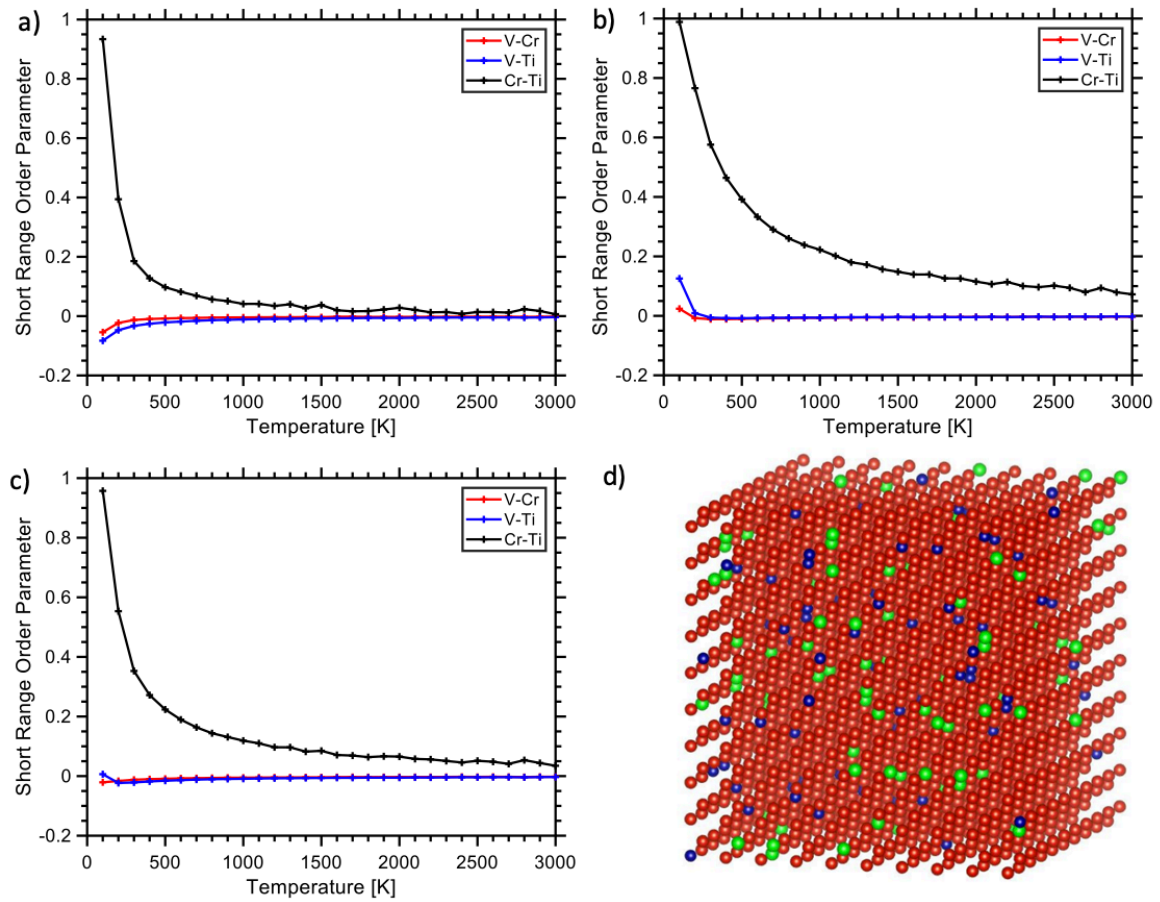 a)
V-Cr
V-Ti
Cr-Ti
Short Range Order Parameter
1
0.8
0.6
0.4
0.2
0
-0.2
0 500 1000 1500 2000 2500 3000
Temperature [K]
b)
V-Cr
V-Ti
Cr-Ti
Short Range Order Parameter
1
0.8
0.6
0.4
0.2
0
-0.2
0 500 1000 1500 2000 2500 3000
Temperature [K]
c)
V-Cr
V-Ti
Cr-Ti
Short Range Order Parameter
1
0.8
0.6
0.4
0.2
0
-0.2
0 500 1000 1500 2000 2500 3000
Temperature [K]
d)